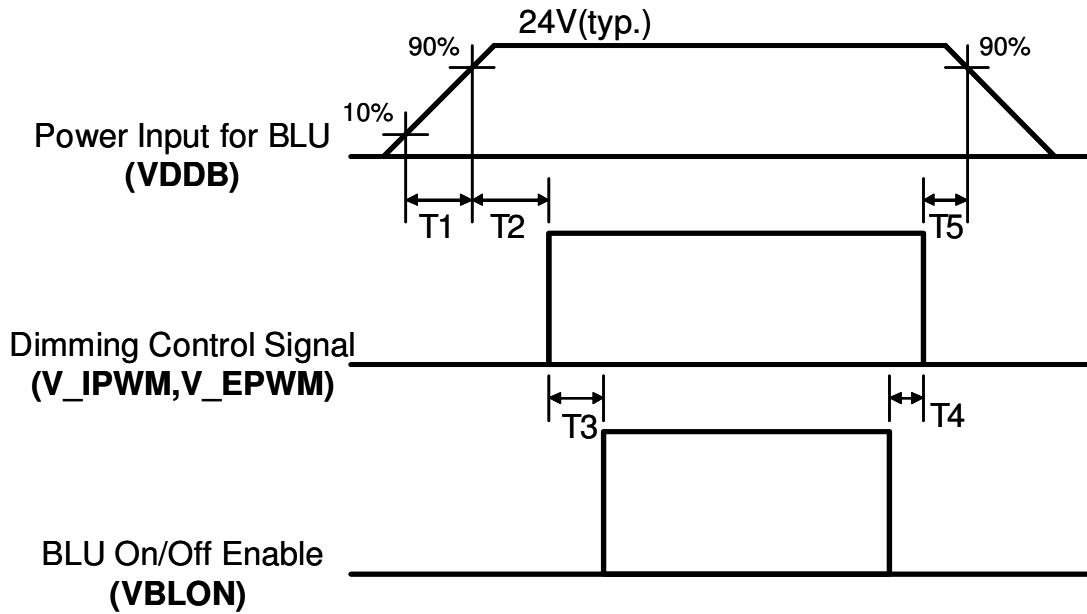 24V(typ.)
90%
90%
10%
Power Input for BLU
(VDDB)
T1
T2
T5
Dimming Control Signal
(V_IPWM,V_EPWM)
T3
T4
BLU On/Off Enable
(VBLON)